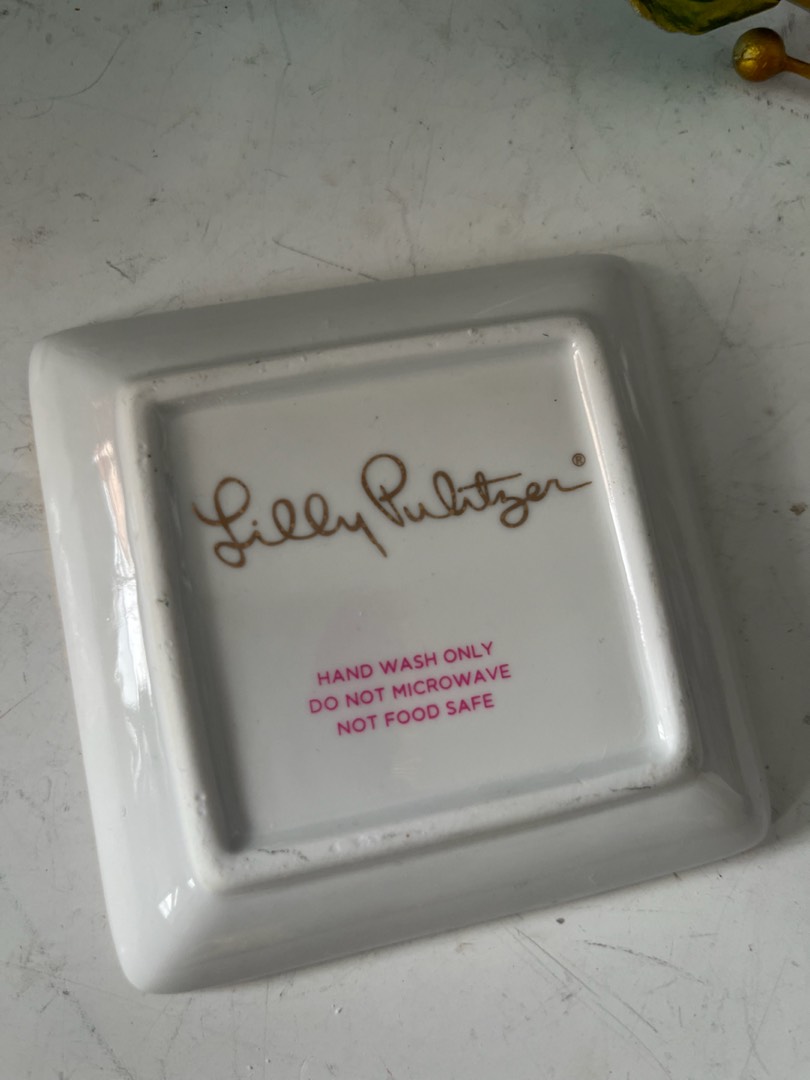 Lilly Pulitzer®
HAND WASH ONLY
DO NOT MICROWAVE
NOT FOOD SAFE